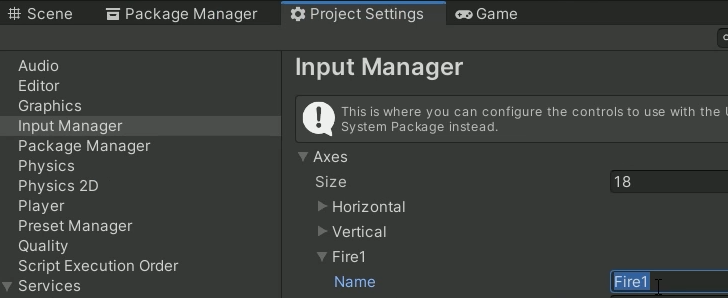 Scene
Package Manager
Project Settings
Game
Audio
Editor
Graphics
Input Manager
Package Manager
Physics
Physics 2D
Player
Preset Manager
Quality
Script Execution Order
Services
Input Manager
This is where you can configure the controls to use with the
System Package instead.
Axes
Size 18
Horizontal
Vertical
Fire1
Name Fire1